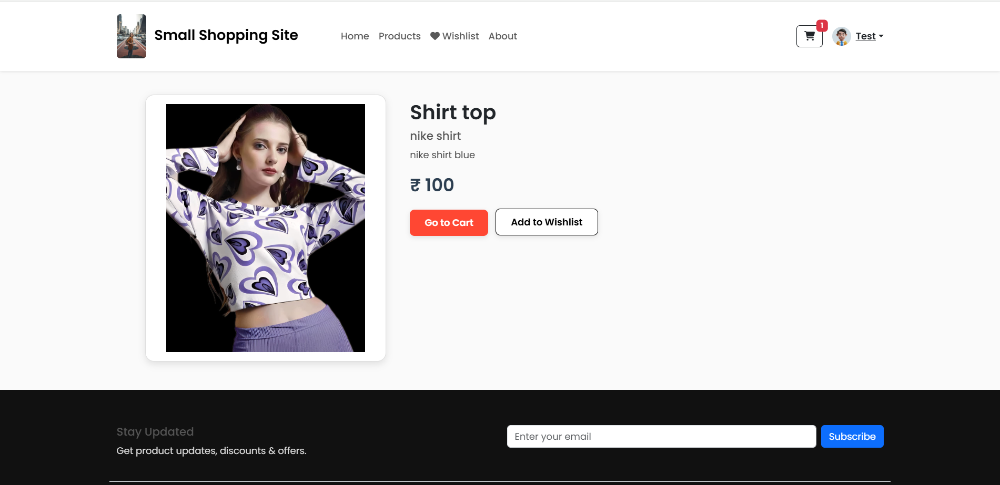 Small Shopping Site
Home Products Wishlist About
1
Test
Shirt top
nike shirt
nike shirt blue
₹ 100
Go to Cart Add to Wishlist
Stay Updated
Get product updates, discounts & offers.
Enter your email Subscribe